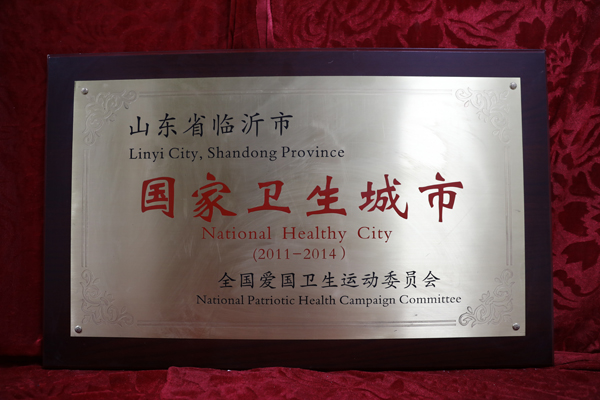 山东省临沂市
Linyi City, Shandong Province
国家卫生城市
National Healthy City
(2011-2014）
全国爱国卫生运动委员会
National Patriotic Health Campaign Committee